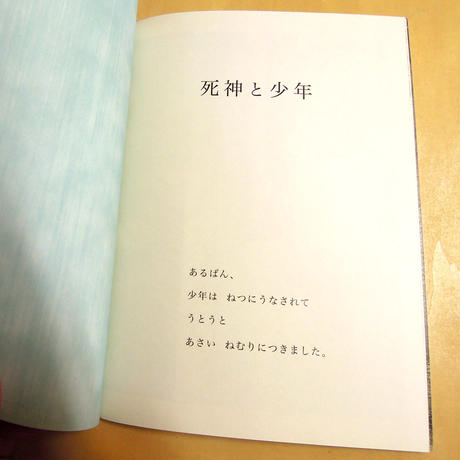 死神と少年
あるばん、
少年は　ねつにうなされて
うとうと
あさい　ねむりにつきました。